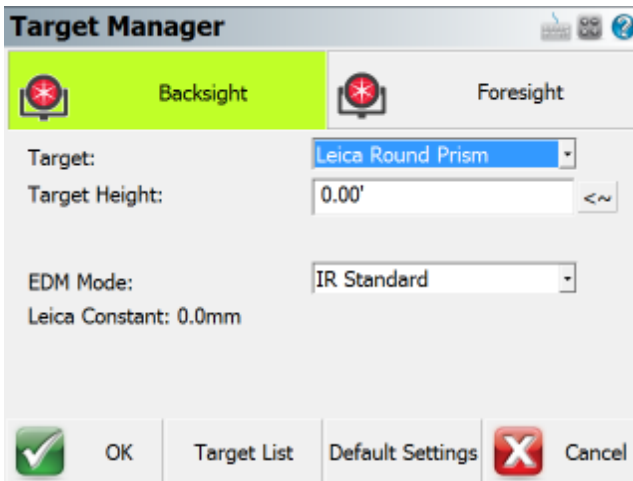 Target Manager
Backsight Foresight
Target: Leica Round Prism
Target Height: 0.00' <~
EDM Mode: IR Standard
Leica Constant: 0.0mm
OK Target List Default Settings Cancel